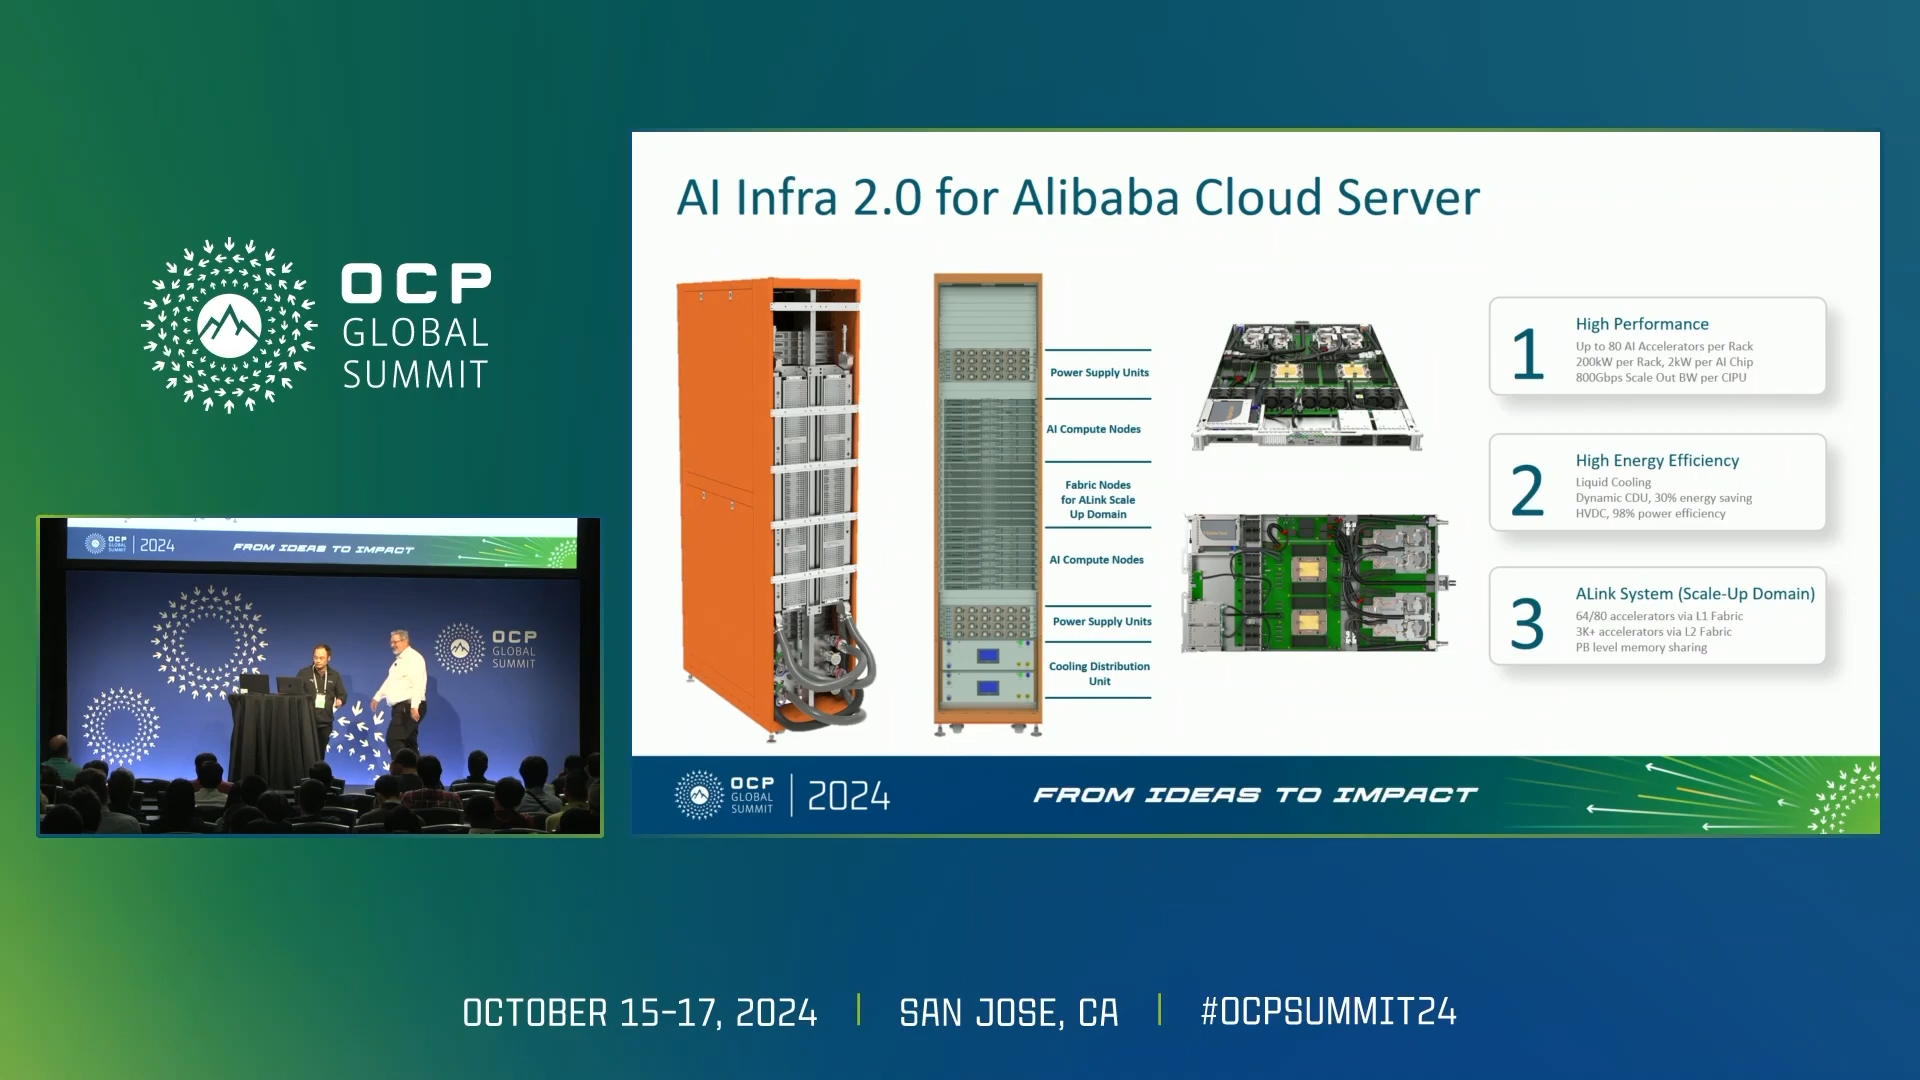 OCP
GLOBAL
SUMMIT
AI Infra 2.0 for Alibaba Cloud Server
Power Supply Units
AI Compute Nodes
Fabric Nodes
for ALink Scale
Up Domain
AI Compute Nodes
Power Supply Units
Cooling Distribution
Unit
1
High Performance
Up to 80 AI Accelerators per Rack
200kW per Rack, 2kW per AI Chip
800Gbps Scale Out BW per CIPU
2
High Energy Efficiency
Liquid Cooling
Dynamic CDU, 30% energy saving
HVDC, 98% power efficiency
3
ALink System (Scale-Up Domain)
64/80 accelerators via L1 Fabric
3K+ accelerators via L2 Fabric
PB level memory sharing
OCP
GLOBAL
SUMMIT
2024
FROM IDEAS TO IMPACT
OCP
GLOBAL
SUMMIT
2024
FROM IDEAS TO IMPACT
OCP
GLOBAL
SUMMIT
OCTOBER 15-17, 2024 | SAN JOSE, CA | #OCPSUMMIT24